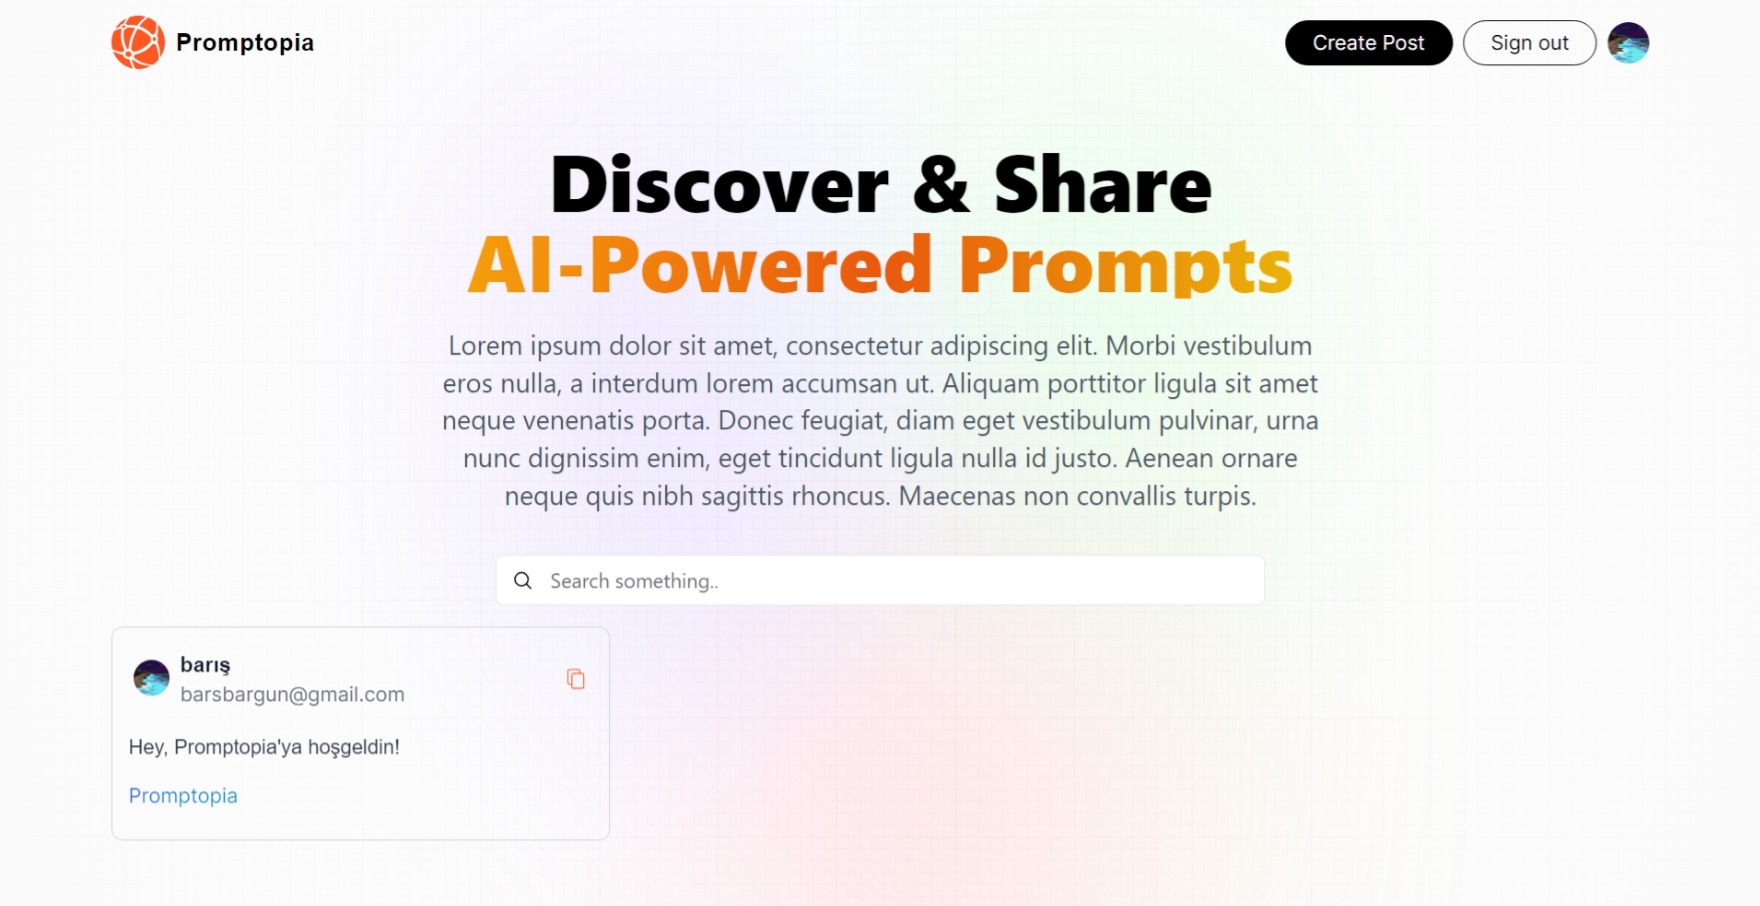 Promptopia
Create Post
Sign out
Discover & Share
AI-Powered Prompts
Lorem ipsum dolor sit amet, consectetur adipiscing elit. Morbi vestibulum
eros nulla, a interdum lorem accumsan ut. Aliquam porttitor ligula sit amet
neque venenatis porta. Donec feugiat, diam eget vestibulum pulvinar, urna
nunc dignissim enim, eget tincidunt ligula nulla id justo. Aenean ornare
neque quis nibh sagittis rhoncus. Maecenas non convallis turpis.
Search something..
barış
barsbargun@gmail.com
Hey, Promptopia'ya hoşgeldin!
Promptopia